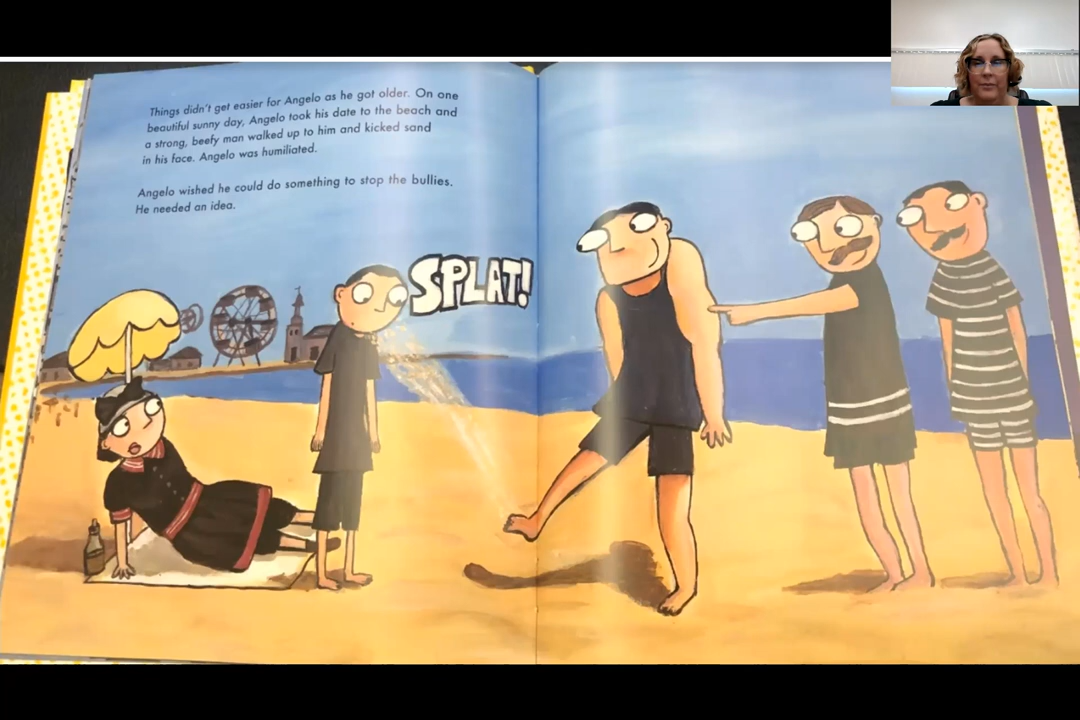 Things didn't get easier for Angelo as he got older. On one
beautiful sunny day, Angelo took his date to the beach and
a strong, beefy man walked up to him and kicked sand
in his face. Angelo was humiliated.
Angelo wished he could do something to stop the bullies.
He needed an idea.
SPLAT!